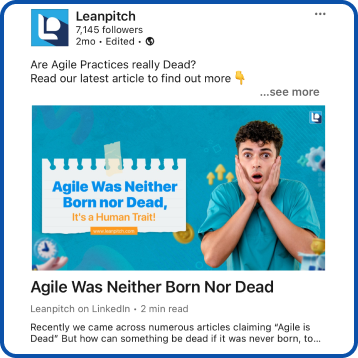 Leanpitch
7,145 followers
2mo • Edited •
Are Agile Practices really Dead?
Read our latest article to find out more 👇
...see more
Agile Was Neither
Born nor Dead,
It's a Human Trait!
www.leanpitch.com
Agile Was Neither Born Nor Dead
Leanpitch on LinkedIn • 2 min read
Recently we came across numerous articles claiming “Agile is
Dead” But how can something be dead if it was never born, to...